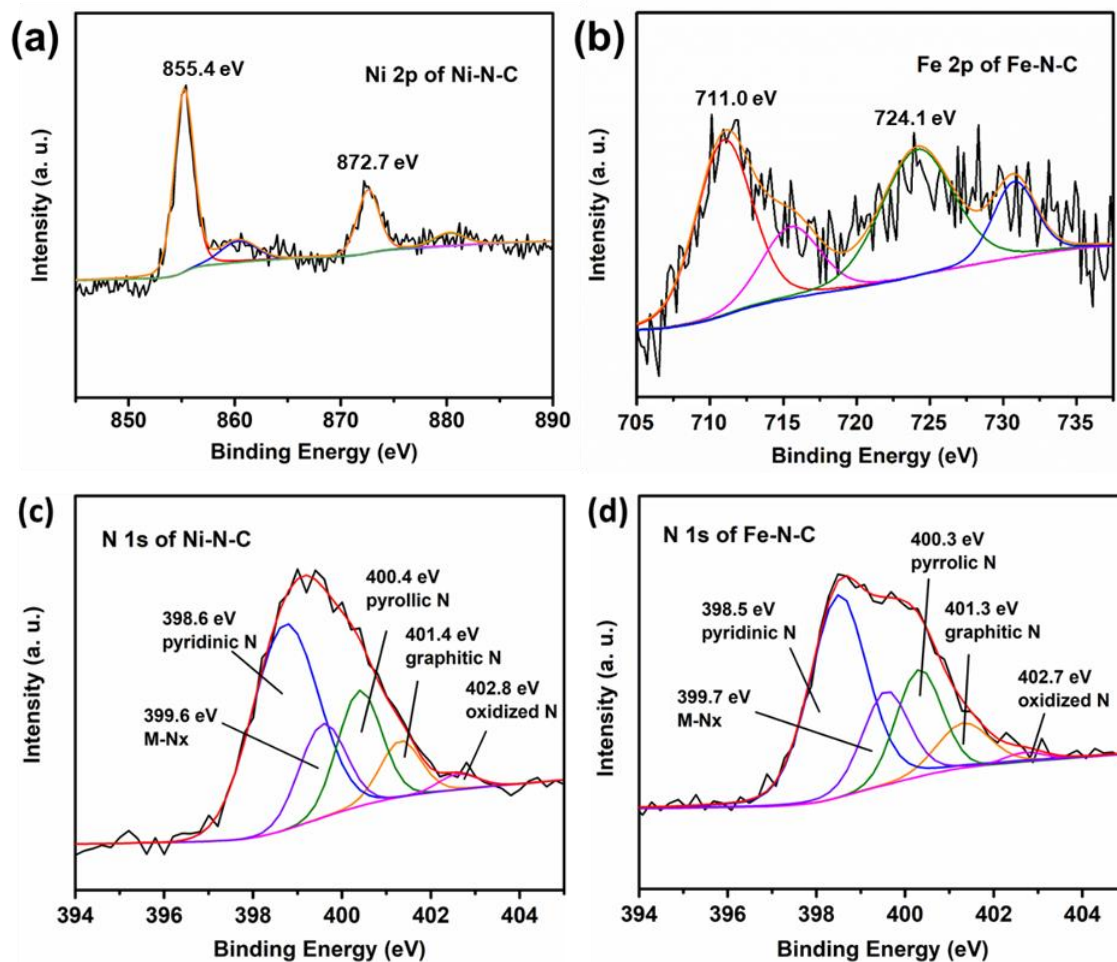 (a)
855.4 eV
Ni 2p of Ni-N-C
872.7 eV
Intensity (a. u.)
850 860 870 880 890
Binding Energy (eV)
(b)
Fe 2p of Fe-N-C
711.0 eV
724.1 eV
Intensity (a. u.)
705 710 715 720 725 730 735
Binding Energy (eV)
(c)
N 1s of Ni-N-C
400.4 eV
pyrollic N
398.6 eV
pyridinic N
401.4 eV
graphitic N
402.8 eV
oxidized N
399.6 eV
M-Nx
Intensity (a. u.)
394 396 398 400 402 404
Binding Energy (eV)
(d)
N 1s of Fe-N-C
400.3 eV
pyrrolic N
398.5 eV
pyridinic N
401.3 eV
graphitic N
402.7 eV
oxidized N
399.7 eV
M-Nx
Intensity (a. u.)
394 396 398 400 402 404
Binding Energy (eV)